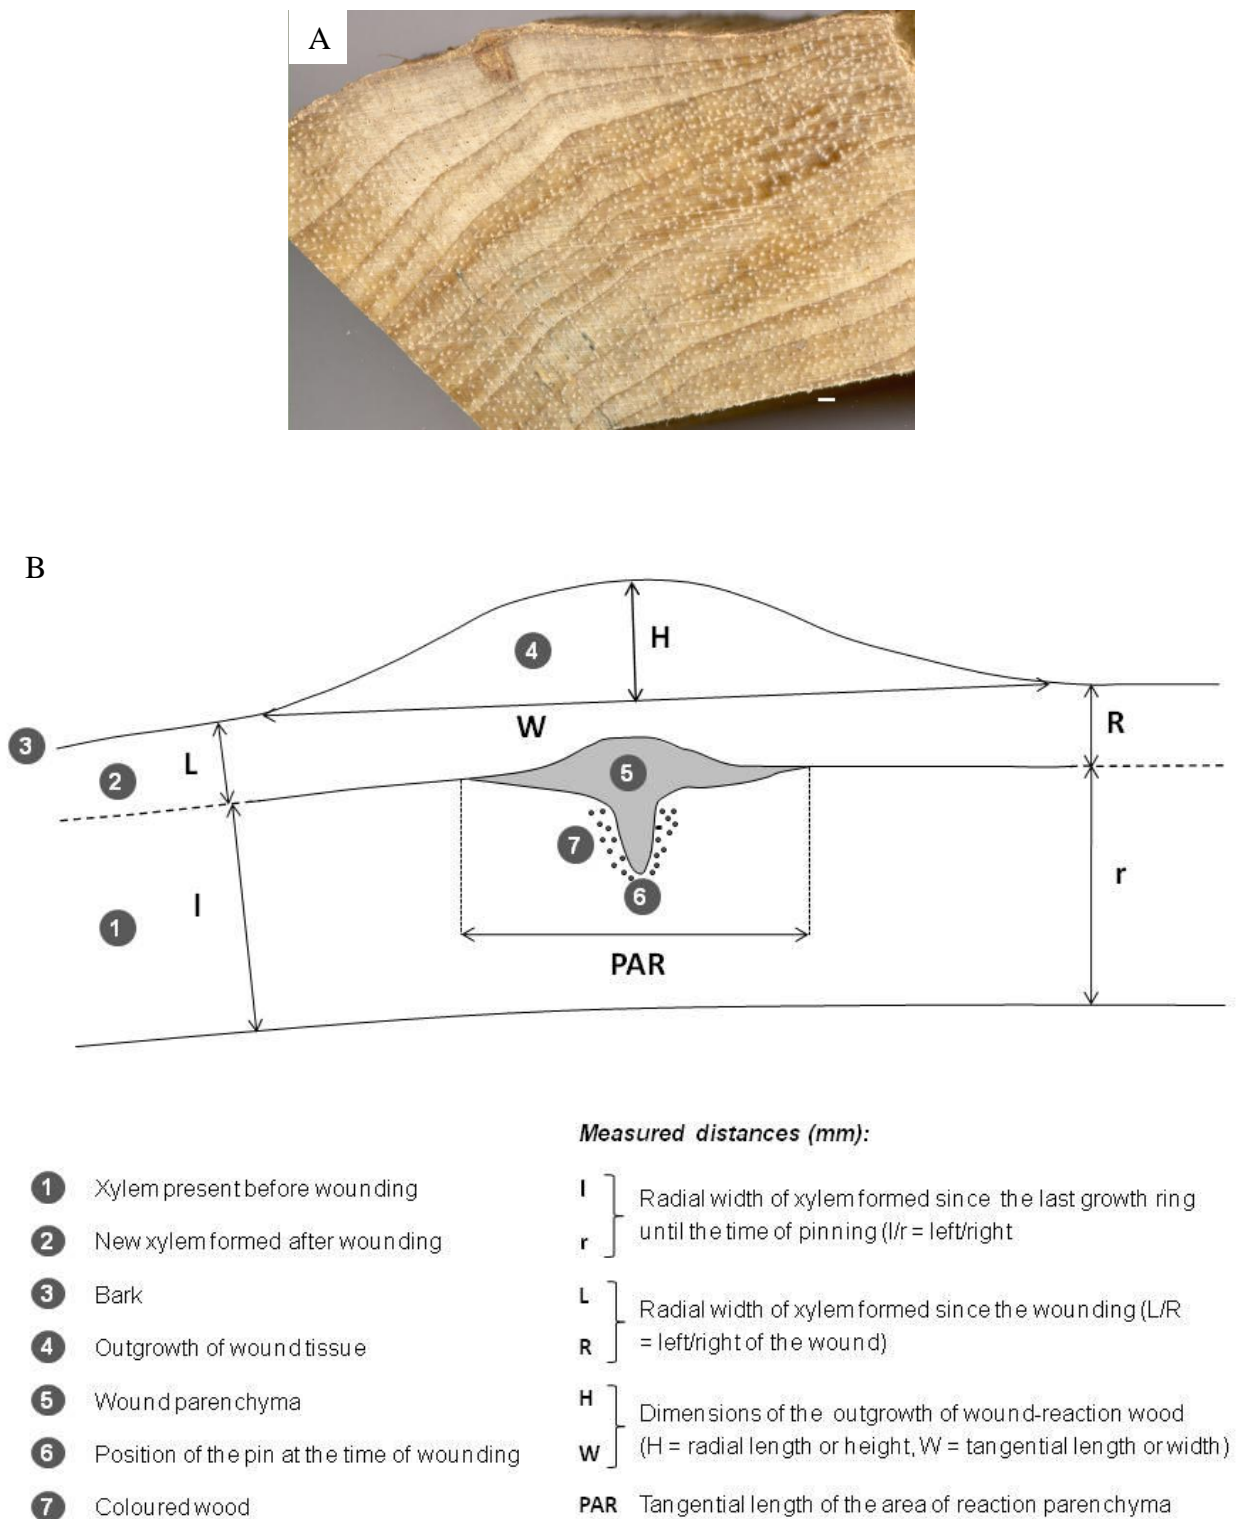 A
B
H
4
W
R
3
L
2
5
7
6
l
r
1
PAR
Measured distances (mm):
1 Xylem present before wounding
2 New xylem formed after wounding
3 Bark
4 Outgrowth of wound tissue
5 Wound parenchyma
6 Position of the pin at the time of wounding
7 Coloured wood
l
r
Radial width of xylem formed since the last growth ring
until the time of pinning (l/r = left/right
L
R
Radial width of xylem formed since the wounding (L/R
= left/right of the wound)
H
W
Dimensions of the outgrowth of wound-reaction wood
(H = radial length or height, W = tangential length or width)
PAR Tangential length of the area of reaction parenchyma